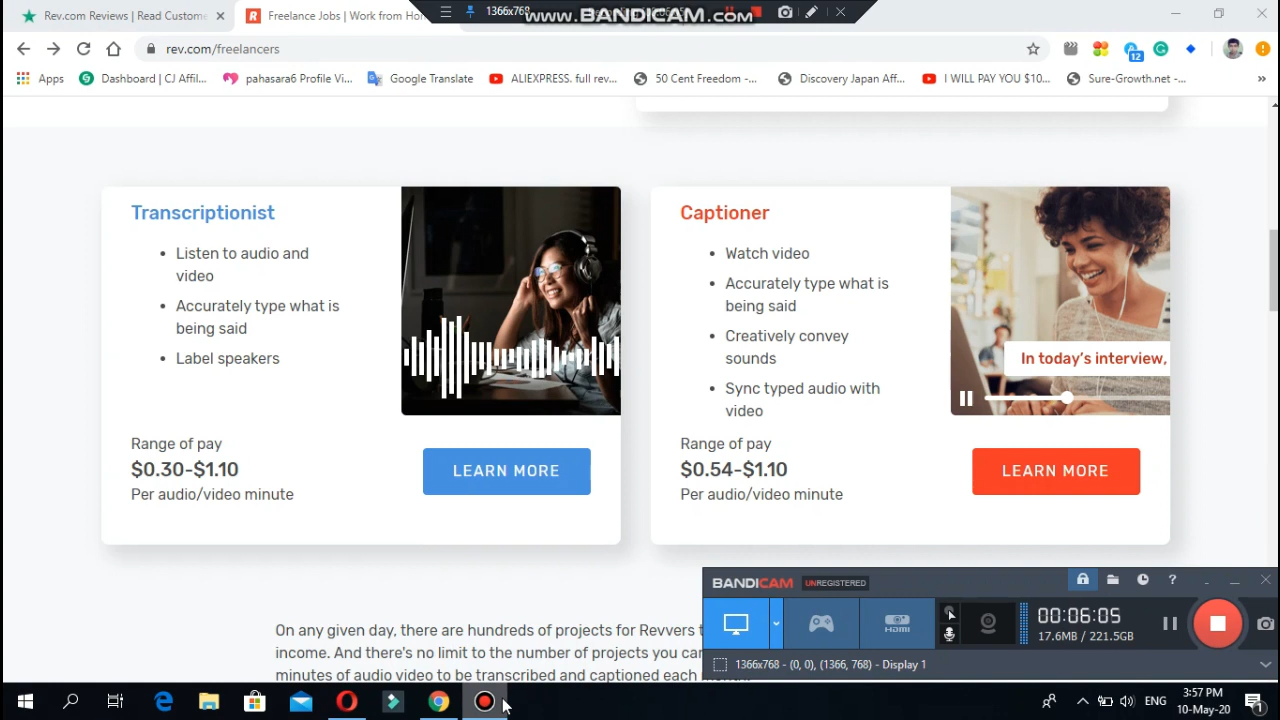 Rev.com Reviews | Read Custome
Freelance Jobs | Work from Hom
1366x768
www.BANDICAM.com
rev.com/freelancers
12
Apps
Dashboard | CJ Affil...
pahasara6 Profile Vi...
Google Translate
ALIEXPRESS. full rev...
50 Cent Freedom -...
Discovery Japan Aff...
I WILL PAY YOU $10...
Sure-Growth.net -...
»
Transcriptionist
• Listen to audio and
video
• Accurately type what is
being said
• Label speakers
Range of pay
$0.30-$1.10
Per audio/video minute
LEARN MORE
Captioner
• Watch video
• Accurately type what is
being said
• Creatively convey
sounds
• Sync typed audio with
video
In today's interview,
Range of pay
$0.54-$1.10
Per audio/video minute
LEARN MORE
On any given day, there are hundreds of projects for Revvers t
income. And there's no limit to the number of projects you can
minutes of audio video to be transcribed and captioned each
BANDICAM UNREGISTERED
HDMI
00:06:05
17.6MB / 221.5GB
1366x768 - (0, 0), (1366, 768) - Display 1
ENG
3:57 PM
10-May-20
1